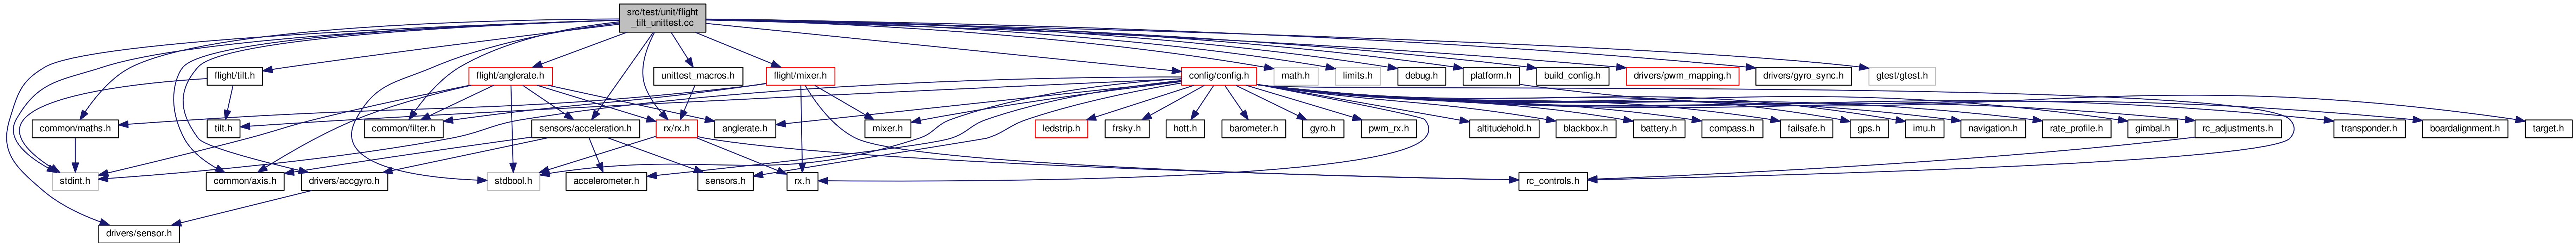 src/test/unit/flight
_tilt_unittest.cc
flight/tilt.h
flight/anglerate.h
unittest_macros.h
flight/mixer.h
config/config.h
math.h
limits.h
debug.h
platform.h
build_config.h
drivers/pwm_mapping.h
drivers/gyro_sync.h
gtest/gtest.h
common/maths.h
tilt.h
common/filter.h
sensors/acceleration.h
rx/rx.h
anglerate.h
mixer.h
ledstrip.h
frsky.h
hott.h
barometer.h
gyro.h
pwm_rx.h
altitudehold.h
blackbox.h
battery.h
compass.h
failsafe.h
gps.h
imu.h
navigation.h
rate_profile.h
gimbal.h
rc_adjustments.h
transponder.h
boardalignment.h
target.h
stdint.h
common/axis.h
drivers/accgyro.h
stdbool.h
accelerometer.h
sensors.h
rx.h
rc_controls.h
drivers/sensor.h